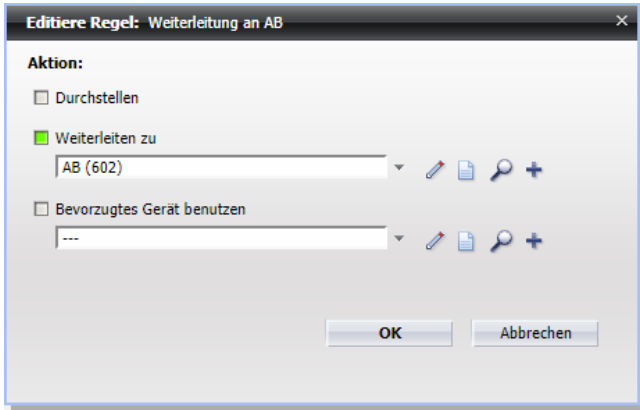 Editiere Regel: Weiterleitung an AB
Aktion:
Durchstellen
Weiterleiten zu
AB (602)
Bevorzugtes Gerät benutzen
---
OK Abbrechen